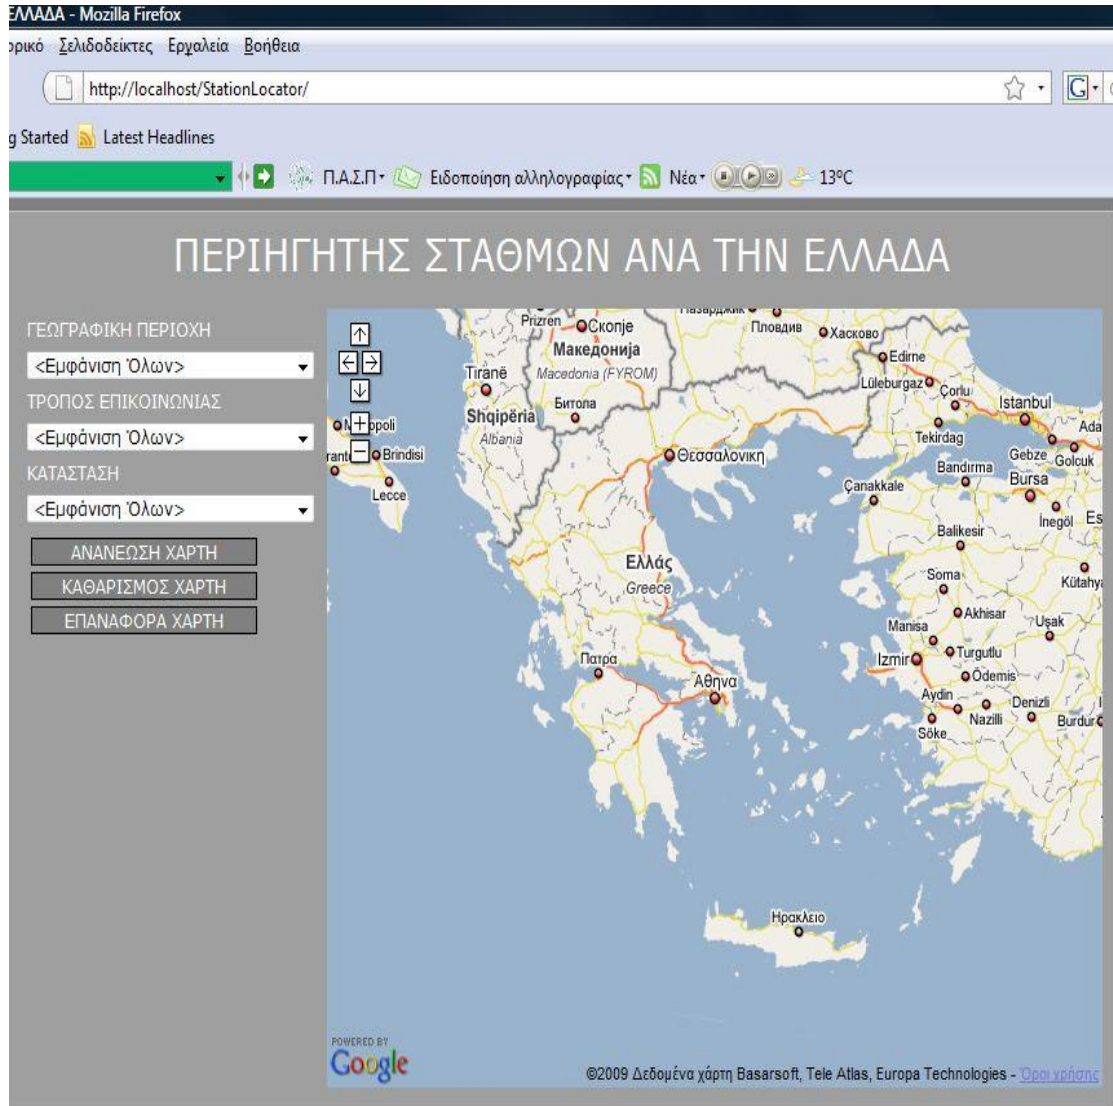 ΕΛΛΑΔΑ - Mozilla Firefox
Σελιδοδείκτες Εργαλεία Βοήθεια
http://localhost/StationLocator/
G
Started Latest Headlines
Π.Α.Σ.Π Ειδοποίηση αλληλογραφίας Νέα 13°C
ΠΕΡΙΗΓΗΤΗΣ ΣΤΑΘΜΩΝ ΑΝΑ ΤΗΝ ΕΛΛΑΔΑ
ΓΕΩΓΡΑΦΙΚΗ ΠΕΡΙΟΧΗ
<Εμφάνιση Όλων>
ΤΡΟΠΟΣ ΕΠΙΚΟΙΝΩΝΙΑΣ
<Εμφάνιση Όλων>
ΚΑΤΑΣΤΑΣΗ
<Εμφάνιση Όλων>
ΑΝΑΝΕΩΣΗ ΧΑΡΤΗ
ΚΑΘΑΡΙΣΜΟΣ ΧΑΡΤΗ
ΕΠΑΝΑΦΟΡΑ ΧΑΡΤΗ
Prizren
Скопје
Пловдив
Хасково
Македонија
Macedonia (FYROM)
Edirne
Tiranë
Lüleburgaz
Çorlu
Istanbul
Shqipëria
Albania
Битола
Tekirdag
Brindisi
Θεσσαλονικη
Gebze
Golcuk
Bandırma
Bursa
Lecce
Çanakkale
İnegöl
Balikesir
Ελλάς
Greece
Soma
Akhisar
Manisa
Uşak
Turgutlu
Izmir
Πατρα
Ödemis
Αθηνα
Aydin
Denizli
Nazilli
Burdur
Söke
Ηρακλειο
POWERED BY
Google
©2009 Δεδομένα χάρτη Basarsoft, Tele Atlas, Europa Technologies - Όροι χρήσης